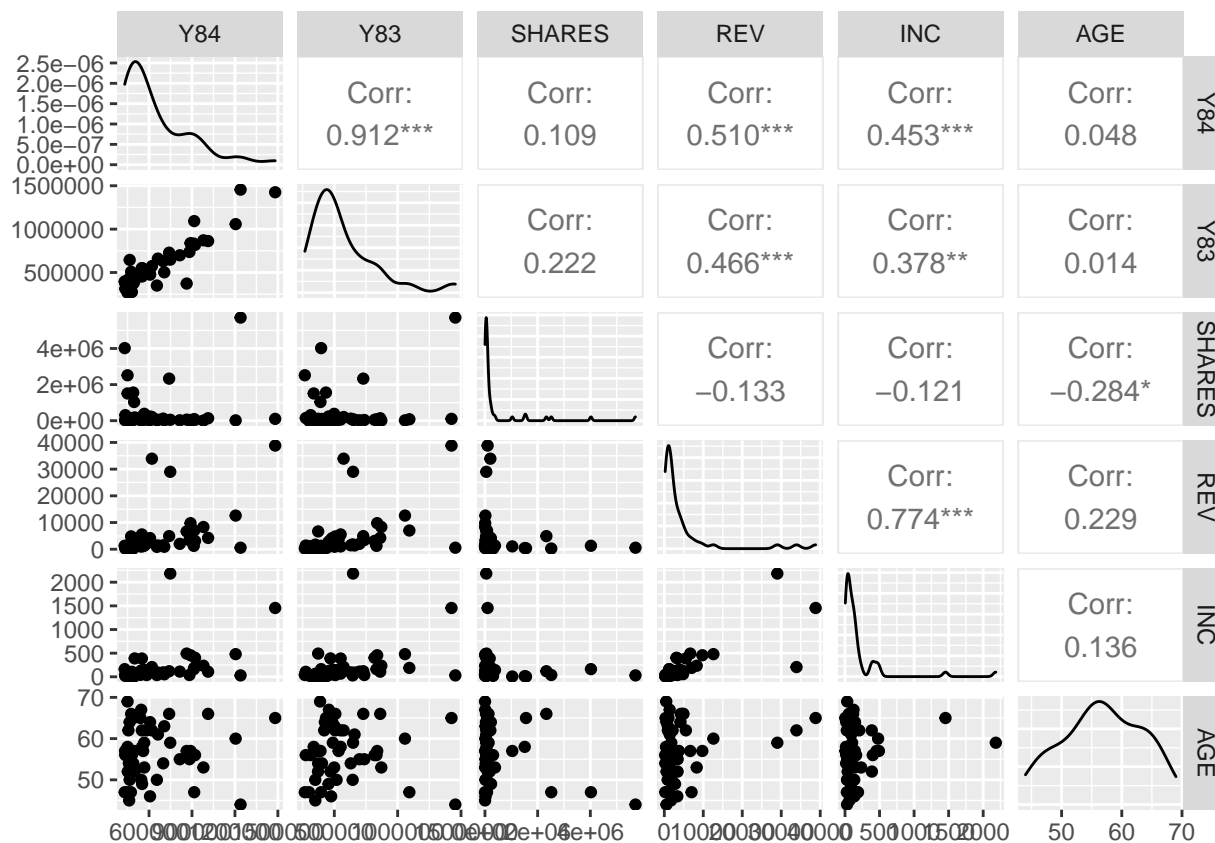 Y84 Y83 SHARES REV INC AGE
2.5e−06
2.0e−06
1.5e−06
1.0e−06
5.0e−07
0.0e+00
Corr:
0.912***
Corr:
0.109
Corr:
0.510***
Corr:
0.453***
Corr:
0.048
Y84
1500000
1000000
500000
Corr:
0.222
Corr:
0.466***
Corr:
0.378**
Corr:
0.014
Y83
4e+06
2e+06
0e+00
Corr:
−0.133
Corr:
−0.121
Corr:
−0.284*
SHARES
40000
30000
20000
10000
0
Corr:
0.774***
Corr:
0.229
REV
2000
1500
1000
500
0
Corr:
0.136
INC
70
60
50
AGE
0 500 1000 1500 2000 50 60 70